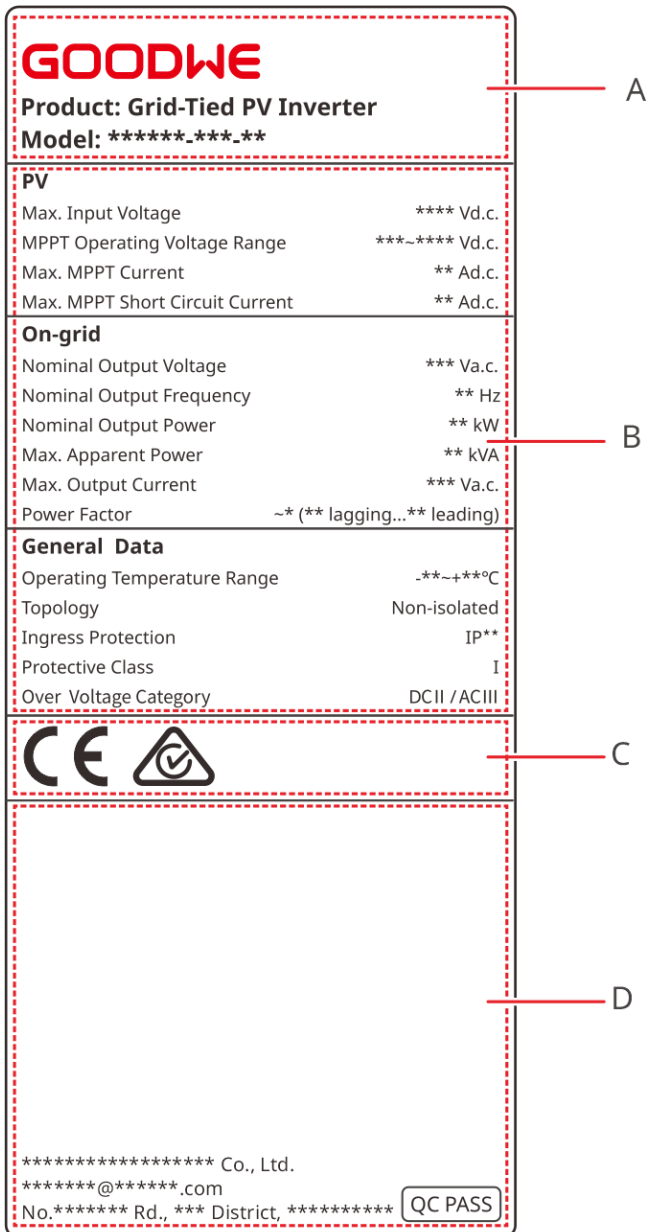 GOODWE
Product: Grid-Tied PV Inverter
Model: ******-***-**
A
PV
Max. Input Voltage **** Vd.c.
MPPT Operating Voltage Range ***~**** Vd.c.
Max. MPPT Current ** Ad.c.
Max. MPPT Short Circuit Current ** Ad.c.
On-grid
Nominal Output Voltage *** Va.c.
Nominal Output Frequency ** Hz
Nominal Output Power ** kW
B
Max. Apparent Power ** kVA
Max. Output Current *** Va.c.
Power Factor ~* (** lagging...** leading)
General Data
Operating Temperature Range -**~+**℃
Topology Non-isolated
Ingress Protection IP**
Protective Class I
Over Voltage Category DCII / ACIII
CE
C
D
****************** Co., Ltd.
*******@******.com
No.******* Rd., *** District, **********
QC PASS